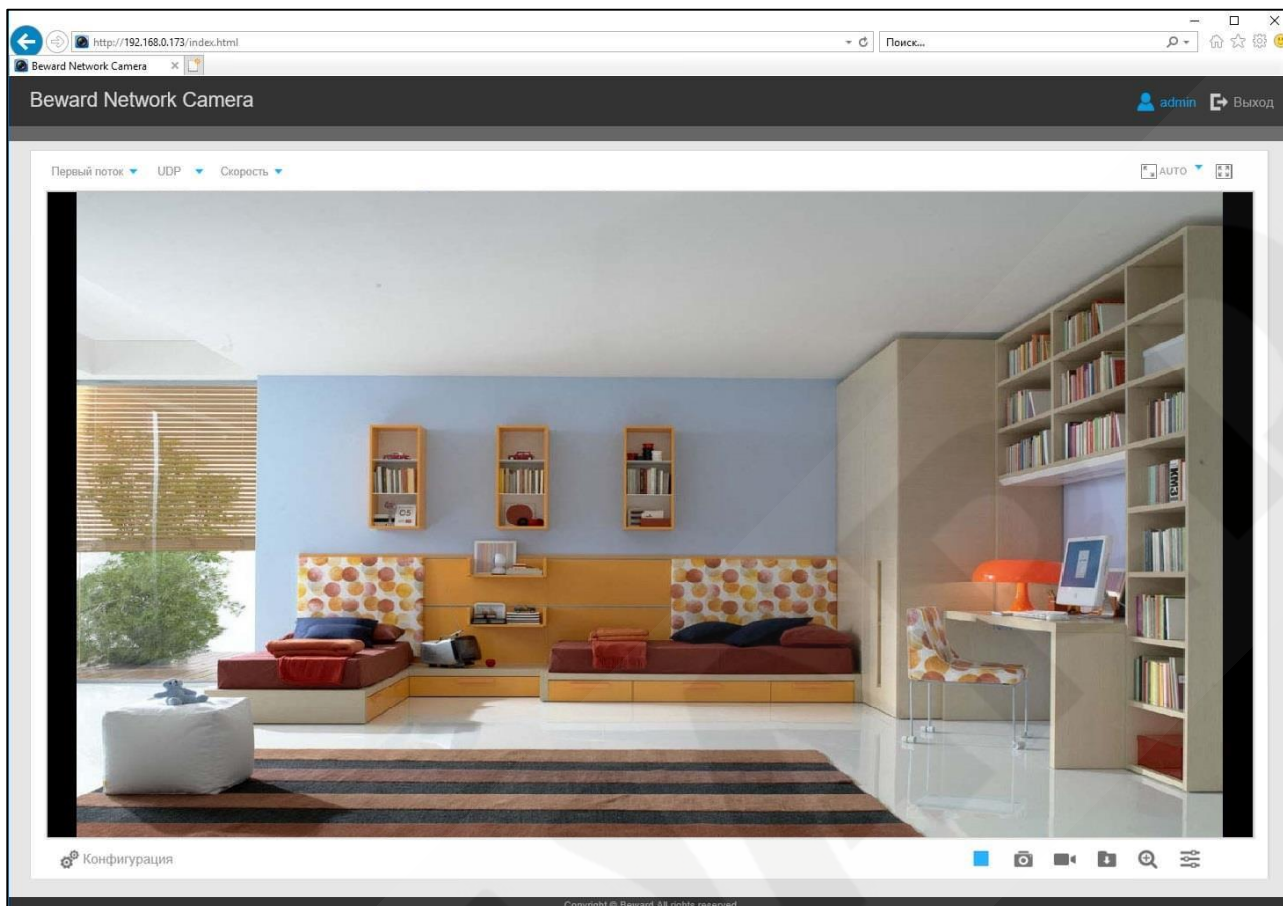 http://192.168.0.173/index.html
Поиск...
Beward Network Camera
Beward Network Camera
admin
Выход
Первый поток
UDP
Скорость
AUTO
Конфигурация
Copyright © Beward All rights reserved